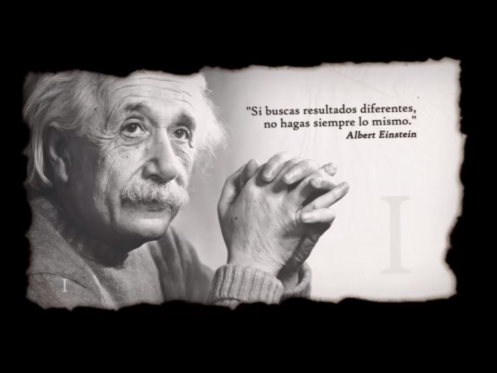 "Si buscas resultados diferentes,
no hagas siempre lo mismo."
Albert Einstein
I
I